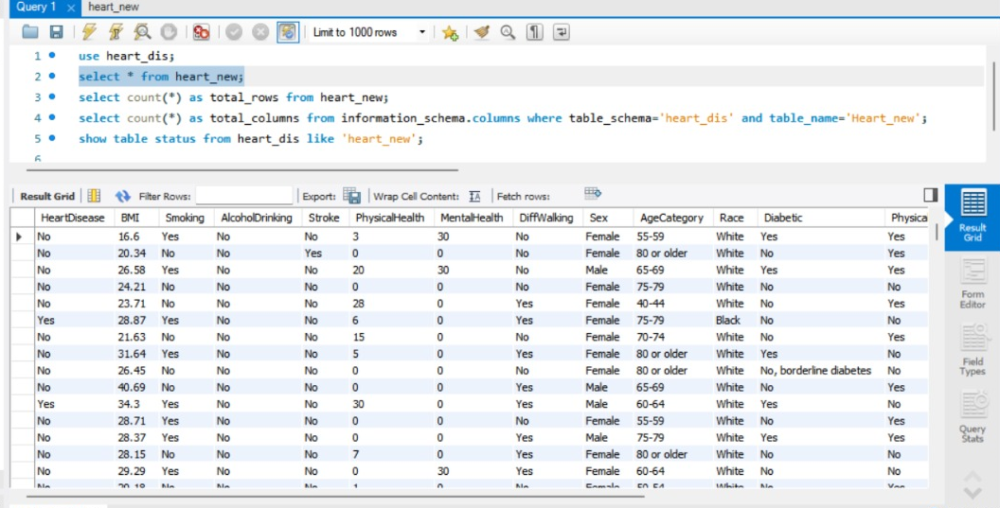 Query 1 × heart_new
Limit to 1000 rows
1 use heart_dis;
2 select * from heart_new;
3 select count(*) as total_rows from heart_new;
4 select count(*) as total_columns from information_schema.columns where table_schema='heart_dis' and table_name='Heart_new';
5 show table status from heart_dis like 'heart_new';
6
Result Grid Filter Rows: Export: Wrap Cell Content: Fetch rows:
HeartDisease BMI Smoking AlcoholDrinking Stroke PhysicalHealth MentalHealth DiffWalking Sex AgeCategory Race Diabetic Physica
No 16.6 Yes No No 3 30 No Female 55-59 White Yes Yes
No 20.34 No No Yes 0 0 No Female 80 or older White No Yes
No 26.58 Yes No No 20 30 No Male 65-69 White Yes Yes
No 24.21 No No No 0 0 No Female 75-79 White No No
No 23.71 No No No 28 0 Yes Female 40-44 White No Yes
Yes 28.87 Yes No No 6 0 Yes Female 75-79 Black No No
No 21.63 No No No 15 0 No Female 70-74 White No Yes
No 31.64 Yes No No 5 0 Yes Female 80 or older White Yes No
No 26.45 No No No 0 0 No Female 80 or older White No, borderline diabetes No
No 40.69 No No No 0 0 Yes Male 65-69 White No Yes
Yes 34.3 Yes No No 30 0 Yes Male 60-64 White Yes No
No 28.71 Yes No No 0 0 No Female 55-59 White No Yes
No 28.37 Yes No No 0 0 Yes Male 75-79 White Yes Yes
No 28.15 No No No 7 0 Yes Female 80 or older White No No
No 29.29 Yes No No 0 30 Yes Female 60-64 White No No
Result
Grid
Form
Editor
Field
Types
Query
Stats